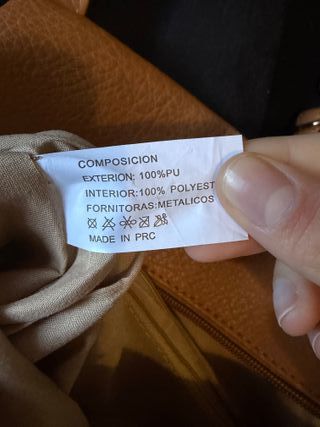 COMPOSICION
EXTERION: 100%PU
INTERIOR:100% POLYEST
FORNITORAS:METALICOS
MADE IN PRC